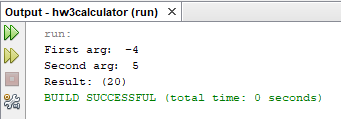 Output - hw3calculator (run) ×
run:
First arg:  -4
Second arg:  5
Result: (20)
BUILD SUCCESSFUL (total time: 0 seconds)